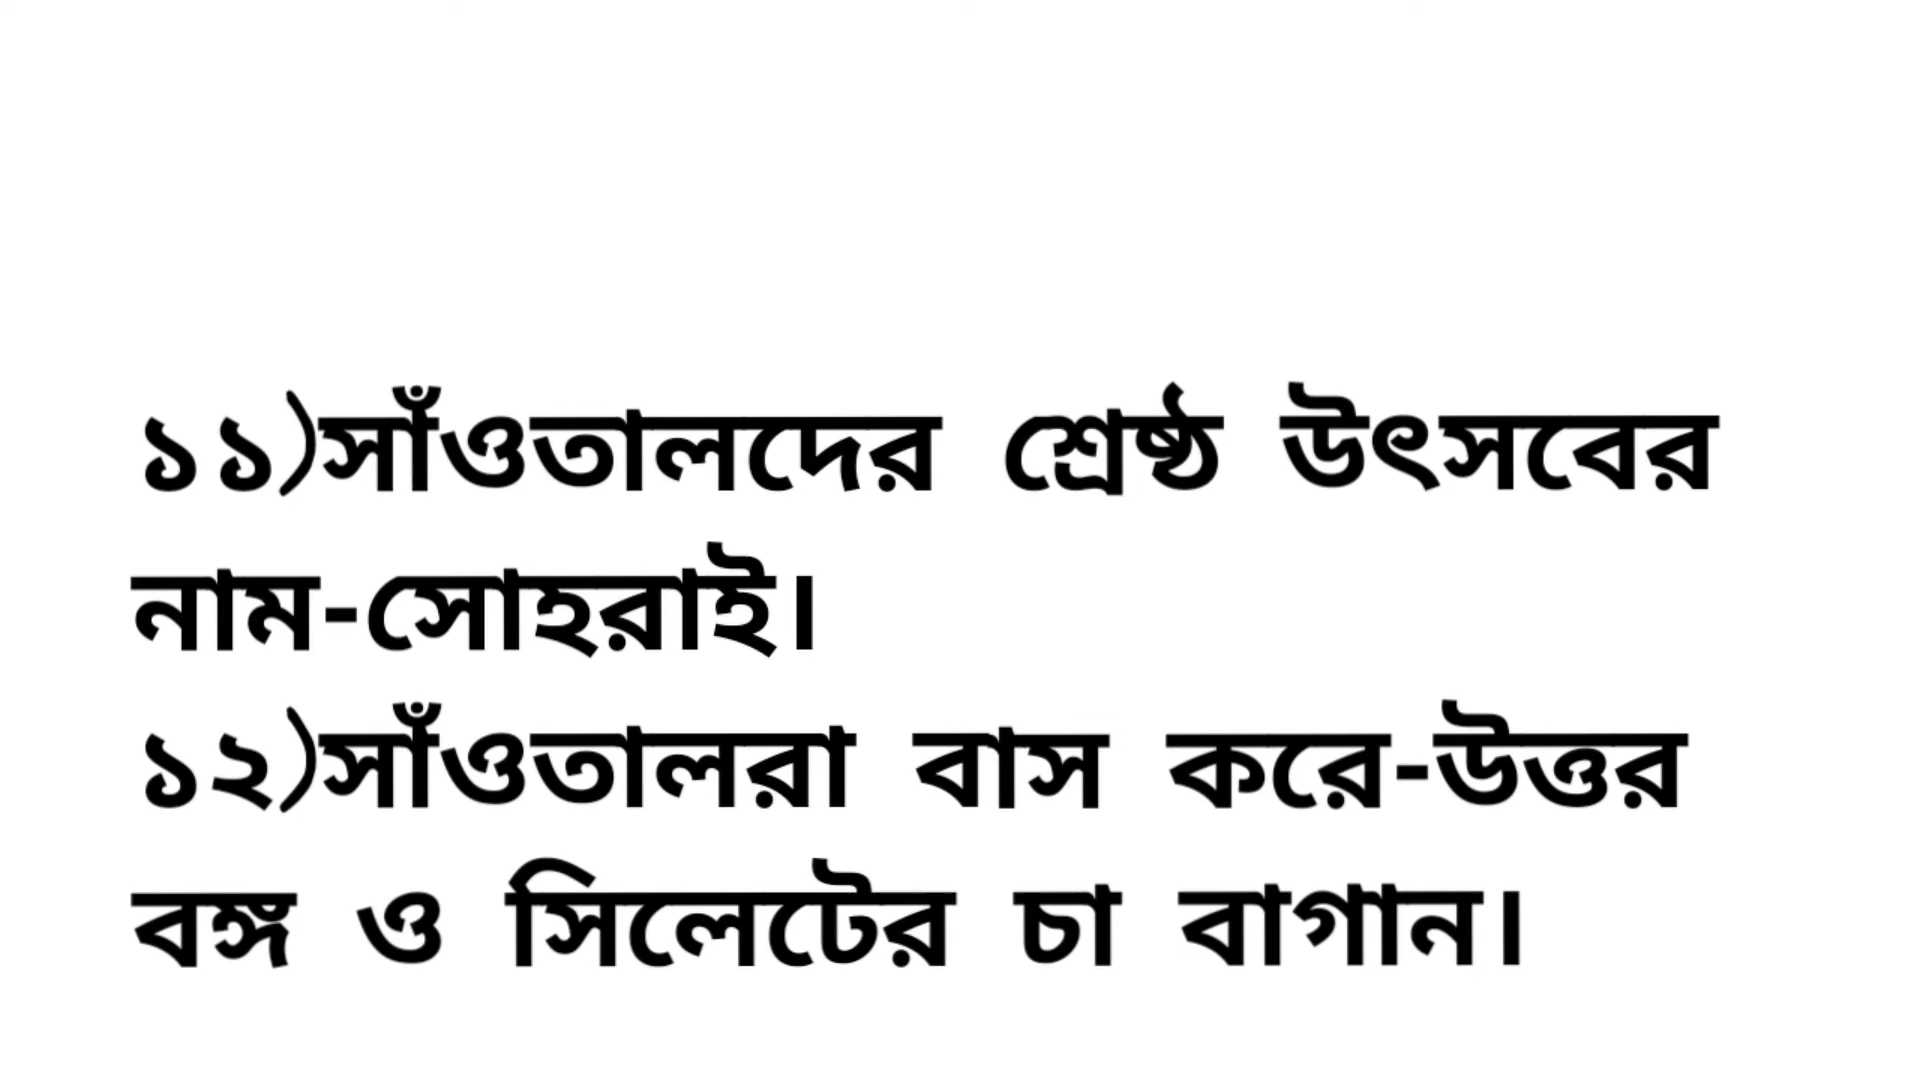 ১১)সাঁওতালদের শ্রেষ্ঠ উৎসবের
নাম-সোহরাই।
১২)সাঁওতালরা বাস করে-উত্তর
বঙ্গ ও সিলেটের চা বাগান।